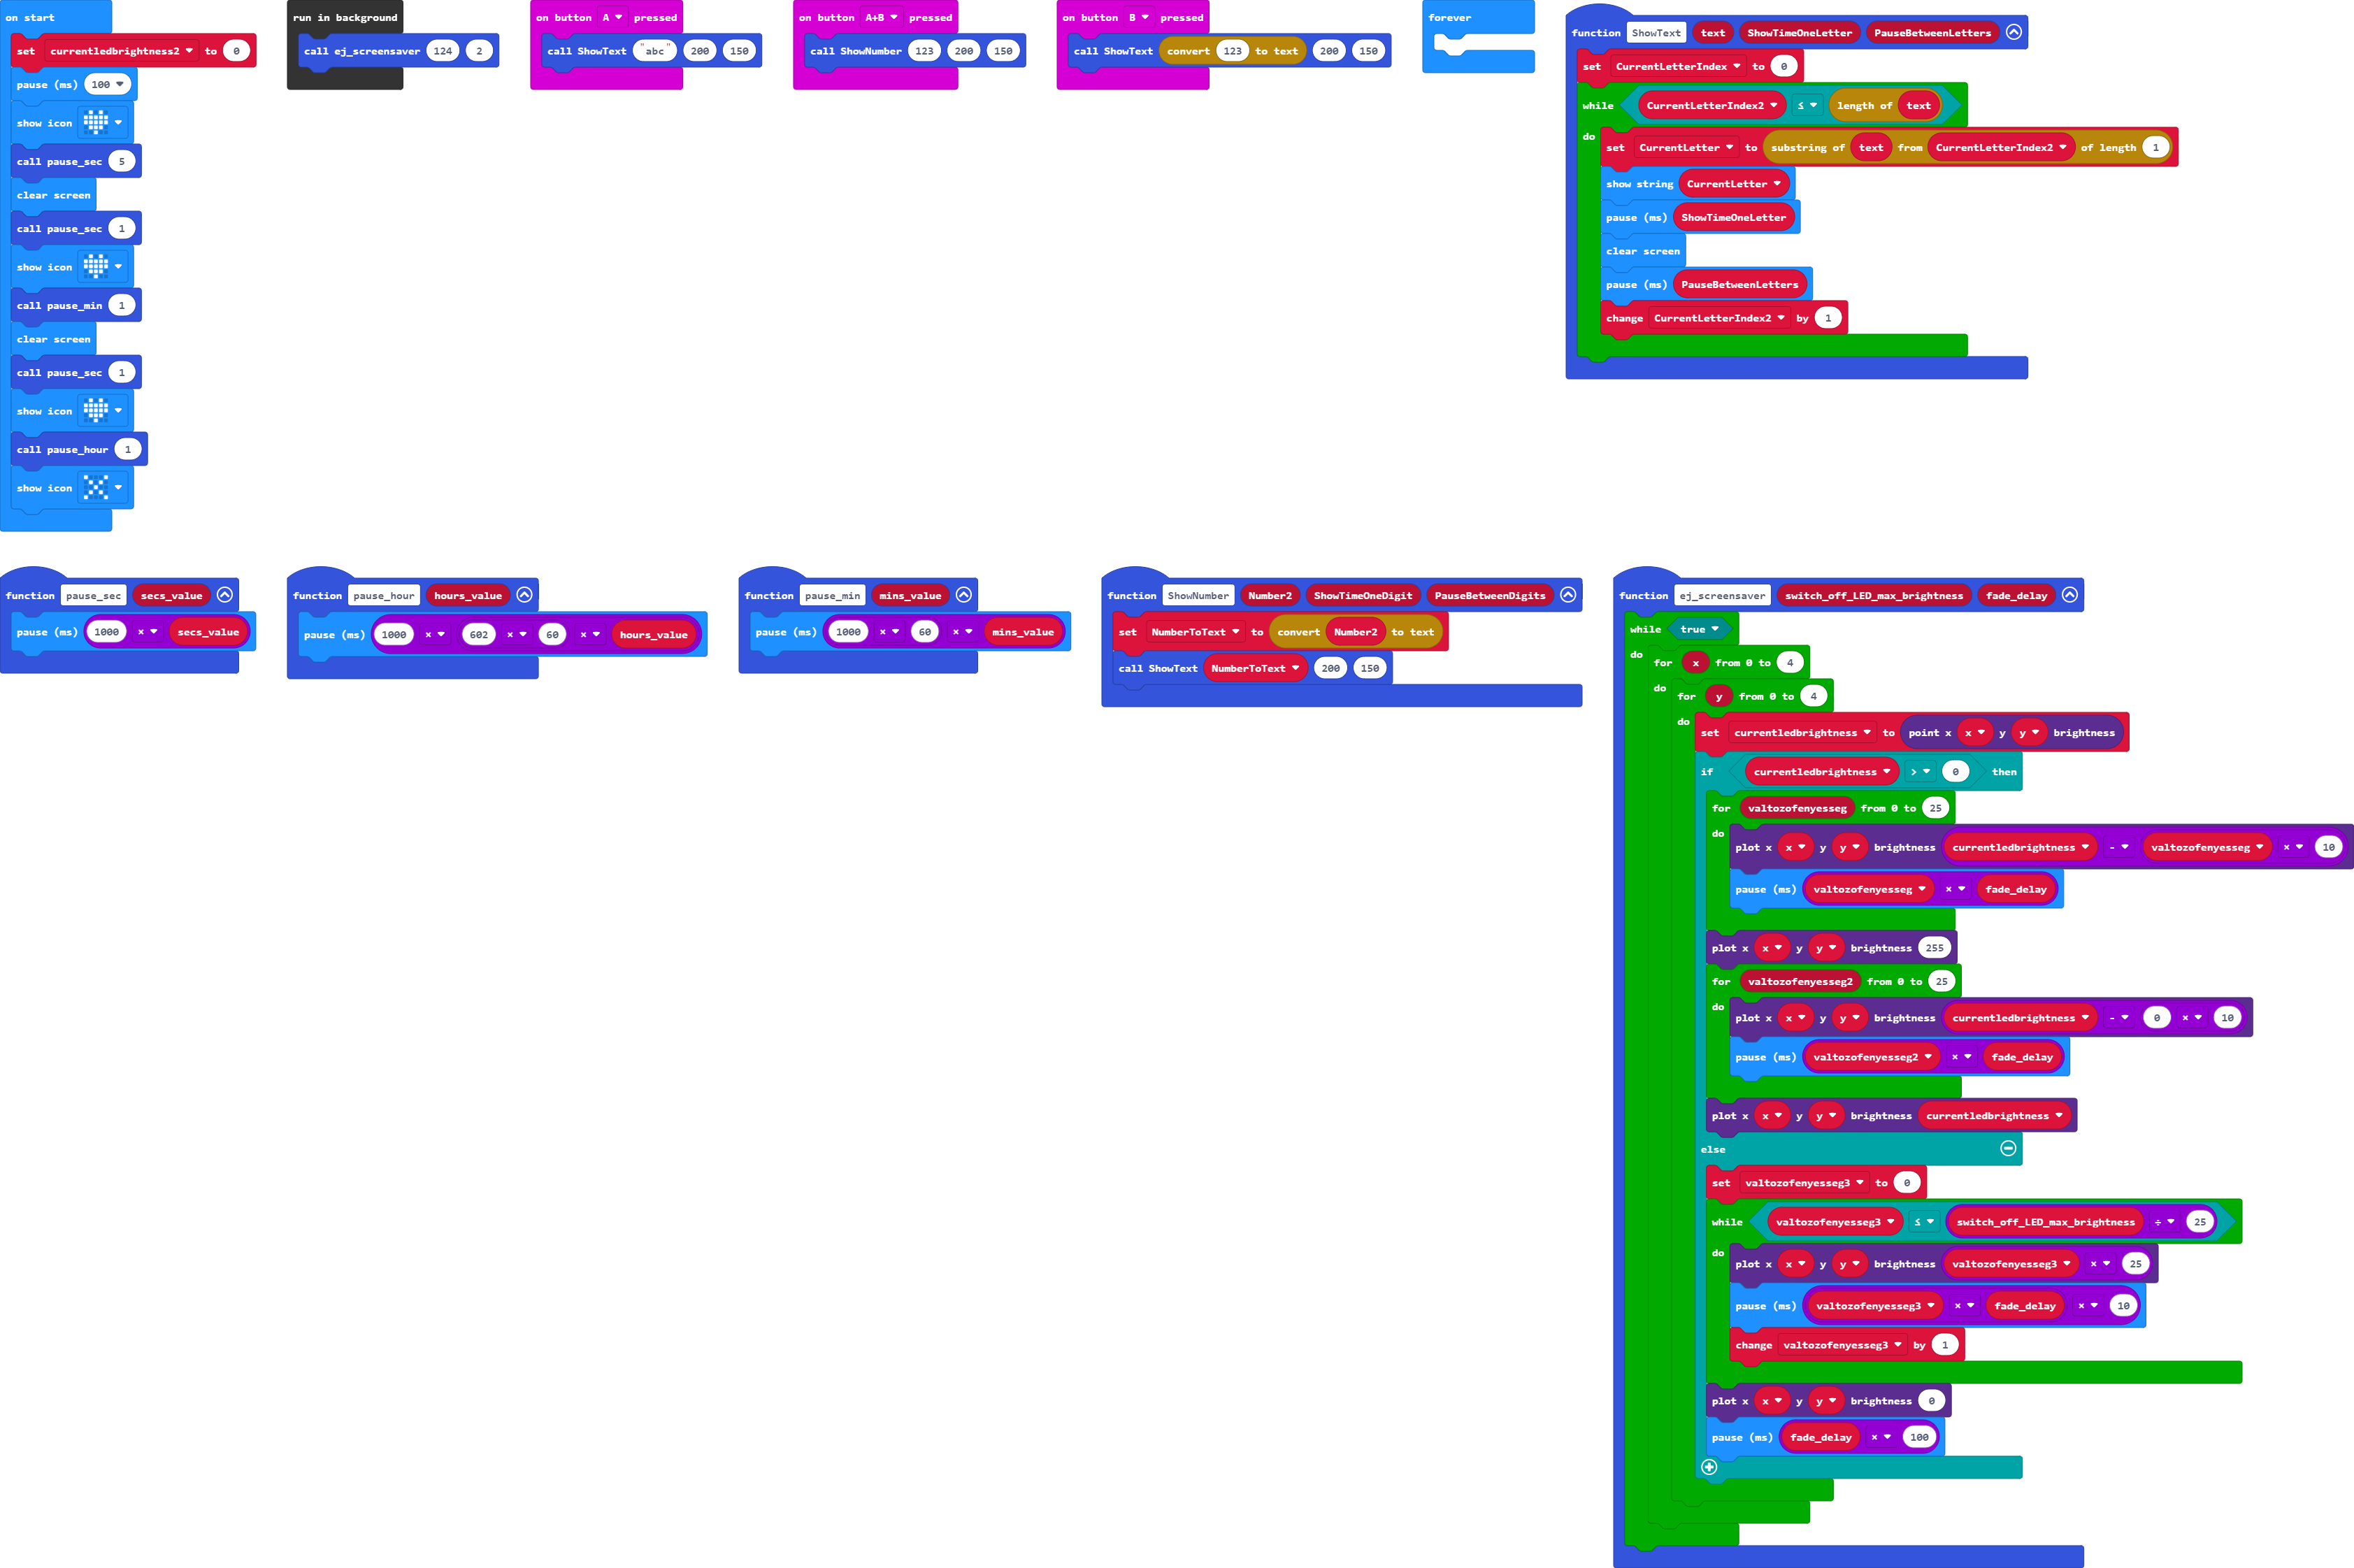 on start
set currentledbrightness2 to 0
pause (ms) 100
show icon
call pause_sec 5
clear screen
call pause_sec 1
show icon
call pause_min 1
clear screen
call pause_sec 1
show icon
call pause_hour 1
show icon
run in background
call ej_screensaver 124 2
on button A pressed
call ShowText "abc" 200 150
on button A+B pressed
call ShowNumber 123 200 150
on button B pressed
call ShowText convert 123 to text 200 150
forever
function ShowText text ShowTimeOneLetter PauseBetweenLetters
set CurrentLetterIndex to 0
while CurrentLetterIndex2 ≤ length of text
do
set CurrentLetter to substring of text from CurrentLetterIndex2 of length 1
show string CurrentLetter
pause (ms) ShowTimeOneLetter
clear screen
pause (ms) PauseBetweenLetters
change CurrentLetterIndex2 by 1
function pause_sec secs_value
pause (ms) 1000 × secs_value
function pause_hour hours_value
pause (ms) 1000 × 602 × 60 × hours_value
function pause_min mins_value
pause (ms) 1000 × 60 × mins_value
function ShowNumber Number2 ShowTimeOneDigit PauseBetweenDigits
set NumberToText to convert Number2 to text
call ShowText NumberToText 200 150
function ej_screensaver switch_off_LED_max_brightness fade_delay
while true
do
for x from 0 to 4
do
for y from 0 to 4
do
set currentledbrightness to point x x y y brightness
if currentledbrightness > 0 then
for valtozofenyesseg from 0 to 25
do
plot x x y y brightness currentledbrightness - valtozofenyesseg × 10
pause (ms) valtozofenyesseg × fade_delay
plot x x y y brightness 255
for valtozofenyesseg2 from 0 to 25
do
plot x x y y brightness currentledbrightness - 0 × 10
pause (ms) valtozofenyesseg2 × fade_delay
plot x x y y brightness currentledbrightness
else
set valtozofenyesseg3 to 0
while valtozofenyesseg3 ≤ switch_off_LED_max_brightness ÷ 25
do
plot x x y y brightness valtozofenyesseg3 × 25
pause (ms) valtozofenyesseg3 × fade_delay × 10
change valtozofenyesseg3 by 1
plot x x y y brightness 0
pause (ms) fade_delay × 100